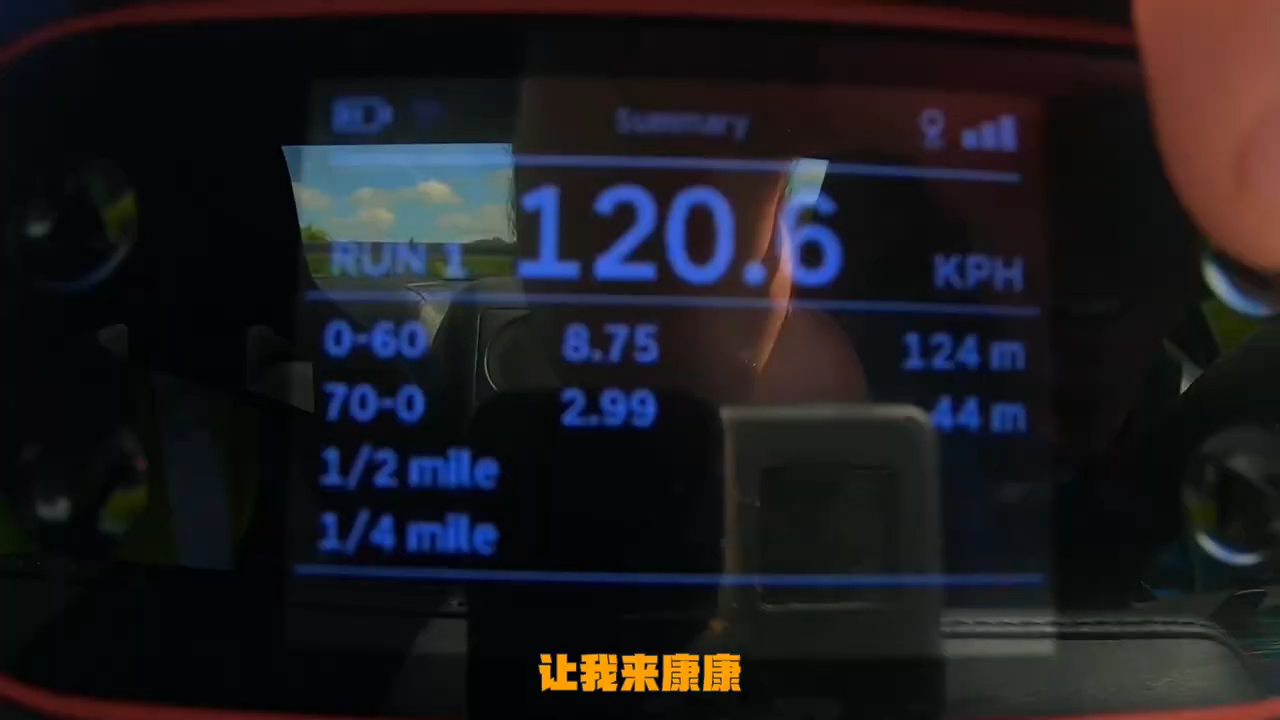 Summary
RUN 1 120.6 KPH
0-60 8.75 124 m
70-0 2.99 44 m
1/2 mile
1/4 mile
让我来康康